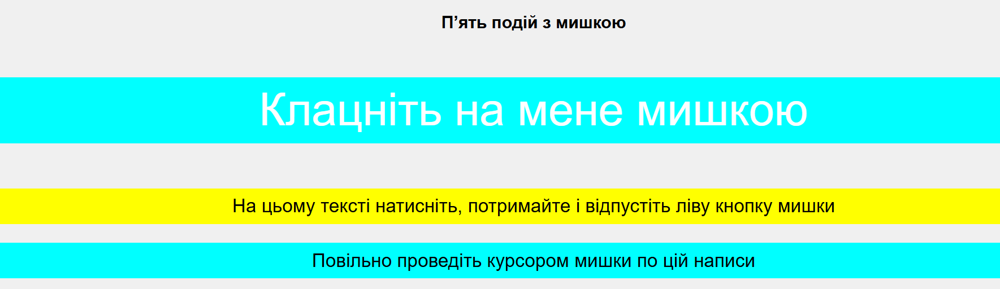 П’ять подій з мишкою
Клацніть на мене мишкою
На цьому тексті натисніть, потримайте і відпустіть ліву кнопку мишки
Повільно проведіть курсором мишки по цій написи